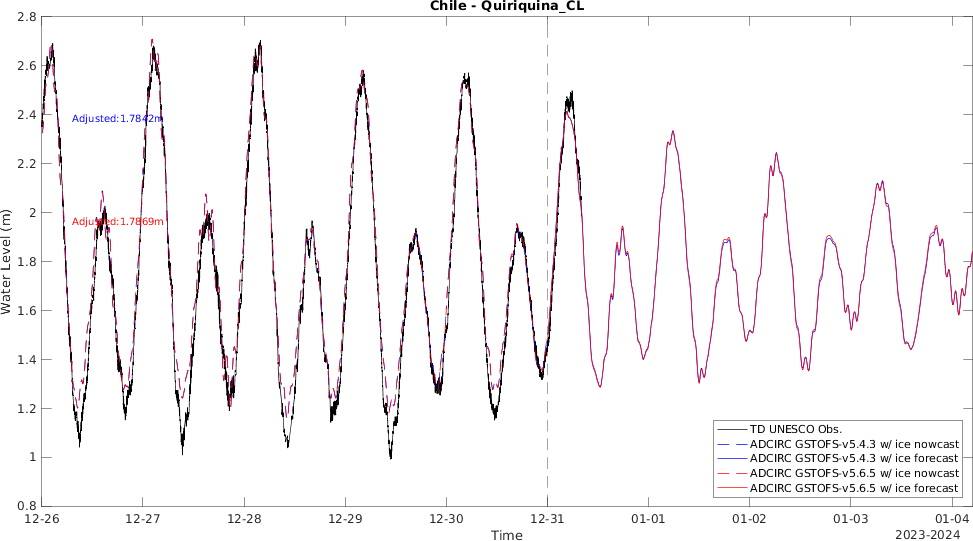 Chile - Quiriquina_CL
2.8
2.6
2.4
2.2
2
1.8
1.6
1.4
1.2
1
0.8
Water Level (m)
Adjusted:1.7842m
Adjusted:1.7869m
TD UNESCO Obs.
ADCIRC GSTOFS-v5.4.3 w/ ice nowcast
ADCIRC GSTOFS-v5.4.3 w/ ice forecast
ADCIRC GSTOFS-v5.6.5 w/ ice nowcast
ADCIRC GSTOFS-v5.6.5 w/ ice forecast
12-26 12-27 12-28 12-29 12-30 12-31 01-01 01-02 01-03 01-04
Time
2023-2024